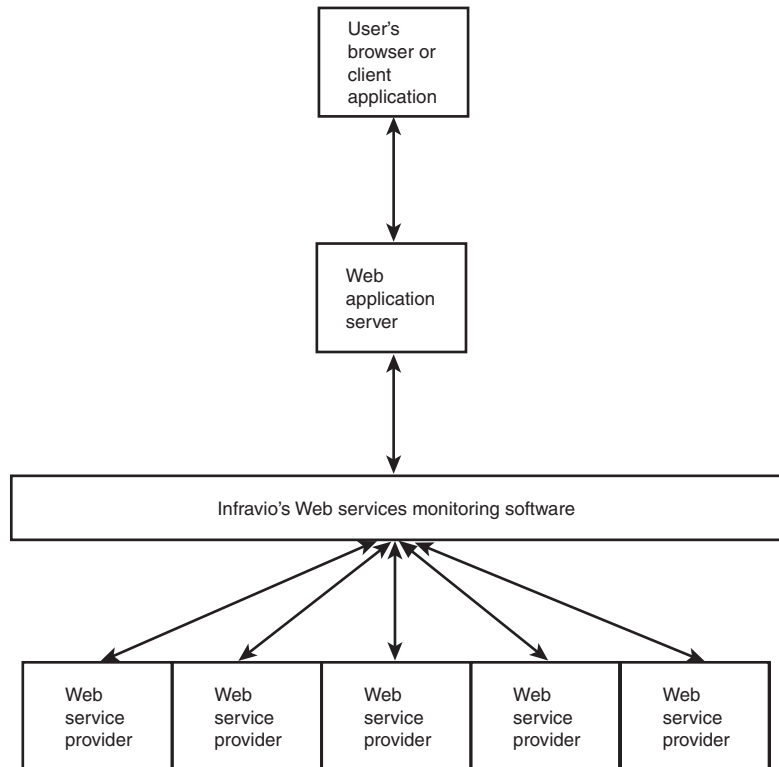 User's
browser or
client
application
Web
application
server
Infravio's Web services monitoring software
Web
service
provider
Web
service
provider
Web
service
provider
Web
service
provider
Web
service
provider